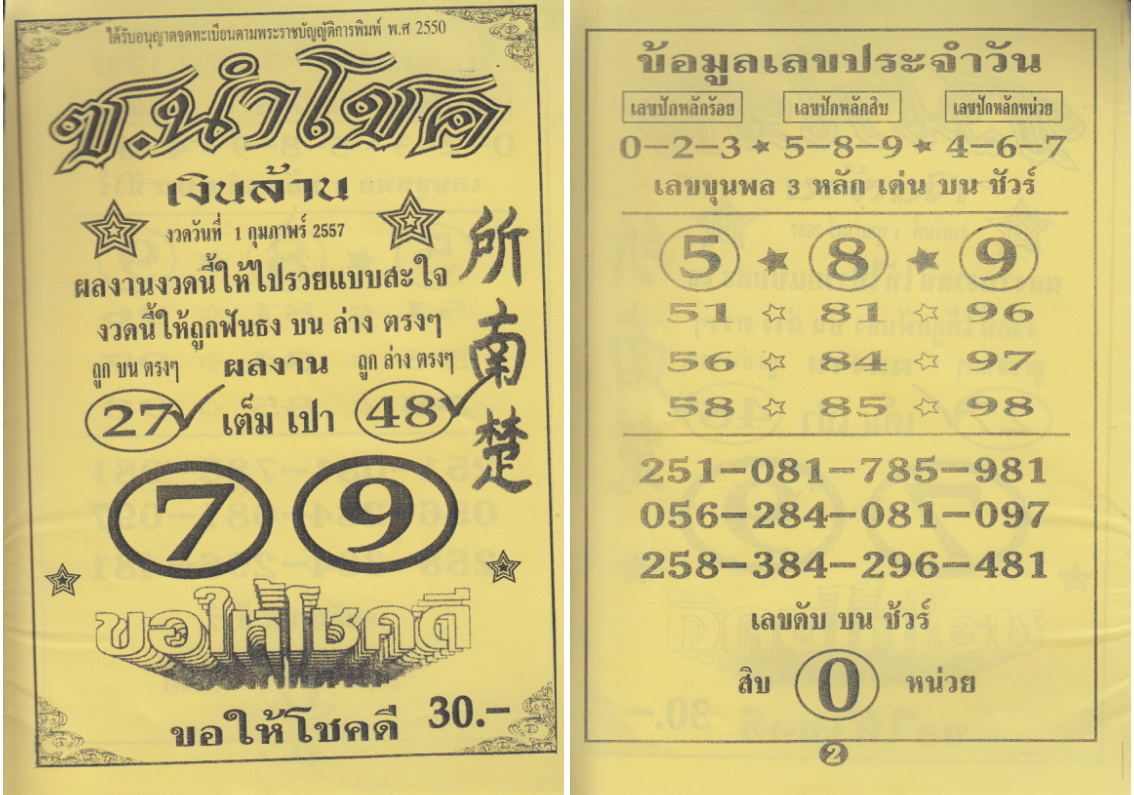 ได้รับอนุญาตจดทะเบียนตามพระราชบัญญัติการพิมพ์ พ.ศ 2550
ช.นำโชค
เงินล้าน
งวดวันที่ 1 กุมภาพร์ 2557
ผลงานงวดนี้ให้ไปรวยแบบสะใจ
งวดนี้ให้ถูกฟันธง บน ล่าง ตรงๆ
ถูก บน ตรงๆ ผลงาน ถูก ล่าง ตรงๆ
27 เต็ม เปา 48
所南楚
7 9
ขอให้โชคดี
ขอให้โชคดี 30.-
ข้อมูลเลขประจำวัน
เลขปักหลักร้อย เลขปักหลักสิบ เลขปักหลักหน่วย
0-2-3 ★ 5-8-9 ★ 4-6-7
เลขขุนพล 3 หลัก เด่น บน ชัวร์
5 ★ 8 ★ 9
51 ☆ 81 ☆ 96
56 ☆ 84 ☆ 97
58 ☆ 85 ☆ 98
251-081-785-981
056-284-081-097
258-384-296-481
เลขดับ บน ชัวร์
สิบ 0 หน่วย
2